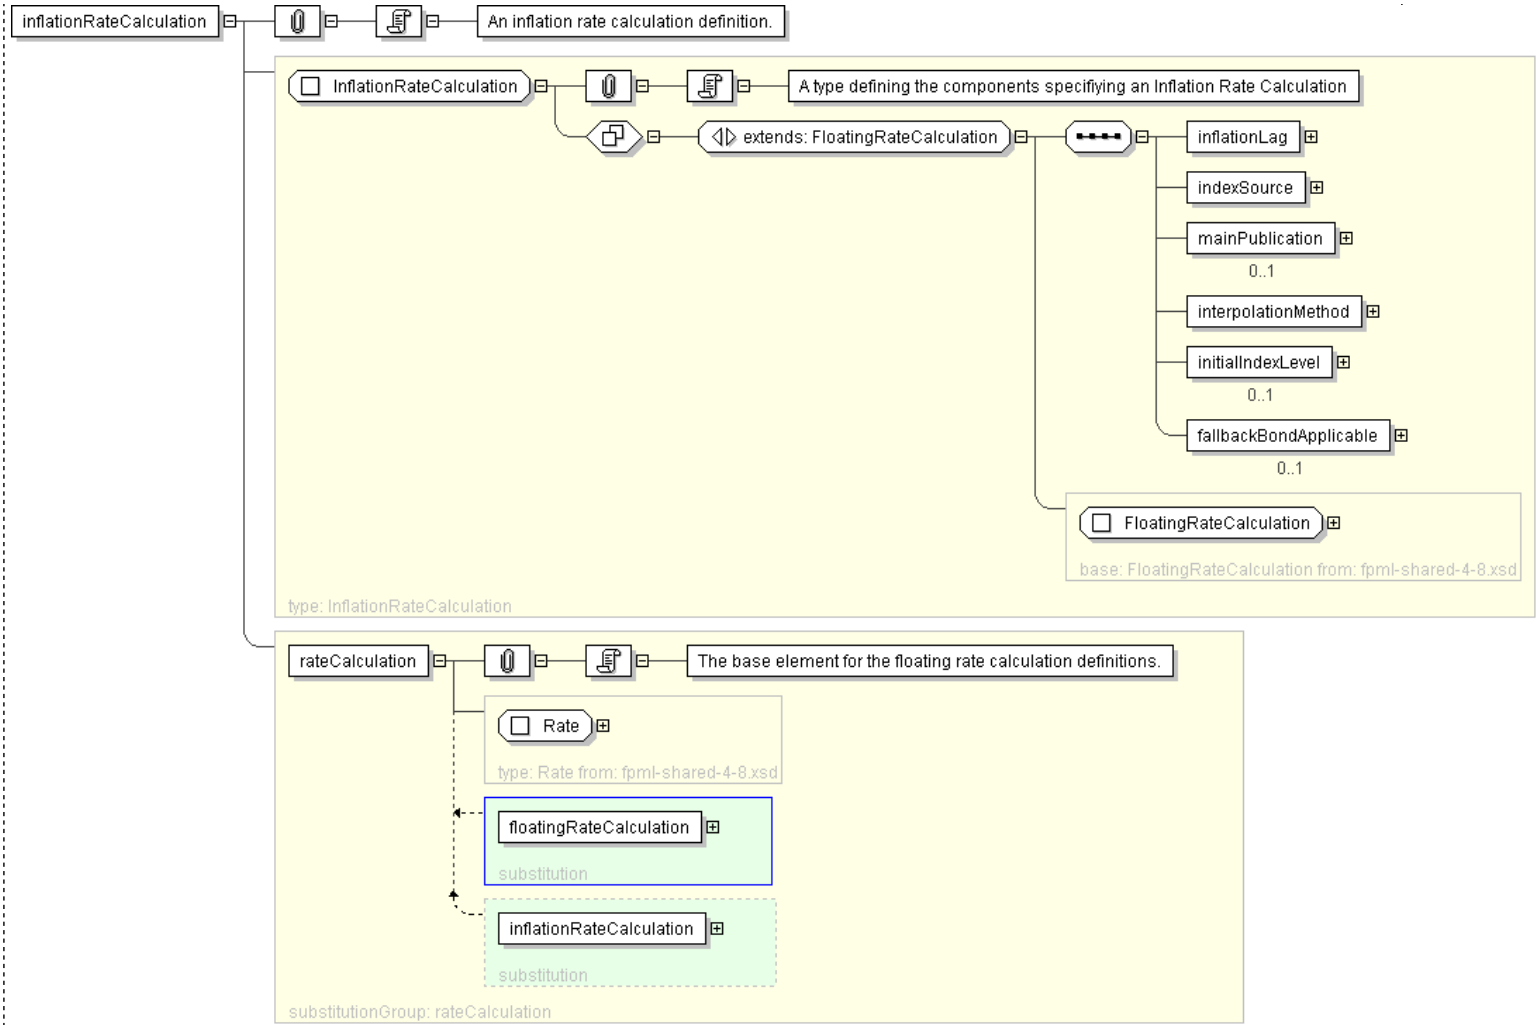 inflationRateCalculation
An inflation rate calculation definition.
InflationRateCalculation
A type defining the components specifiying an Inflation Rate Calculation
extends: FloatingRateCalculation
inflationLag
indexSource
mainPublication
0..1
interpolationMethod
initialIndexLevel
0..1
fallbackBondApplicable
0..1
FloatingRateCalculation
base: FloatingRateCalculation from: fpml-shared-4-8.xsd
type: InflationRateCalculation
rateCalculation
The base element for the floating rate calculation definitions.
Rate
type: Rate from: fpml-shared-4-8.xsd
floatingRateCalculation
substitution
inflationRateCalculation
substitution
substitutionGroup: rateCalculation